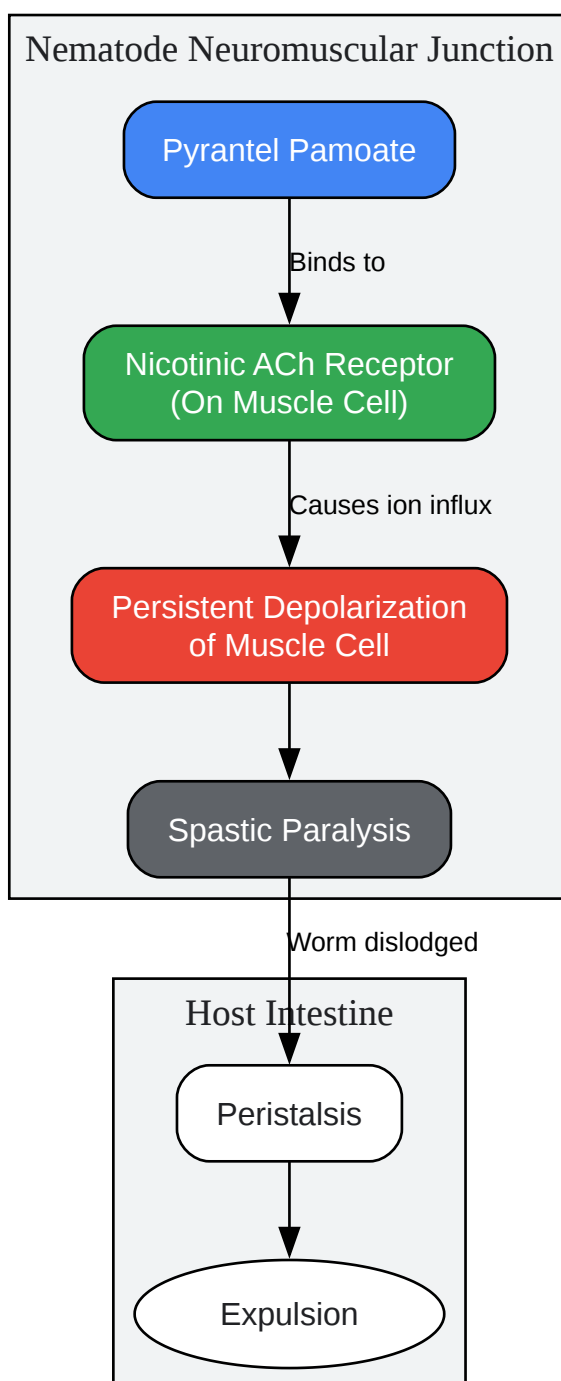 Nematode Neuromuscular Junction
Pyrantel Pamoate
Binds to
Nicotinic ACh Receptor
(On Muscle Cell)
Causes ion influx
Persistent Depolarization
of Muscle Cell
Spastic Paralysis
Worm dislodged
Host Intestine
Peristalsis
Expulsion